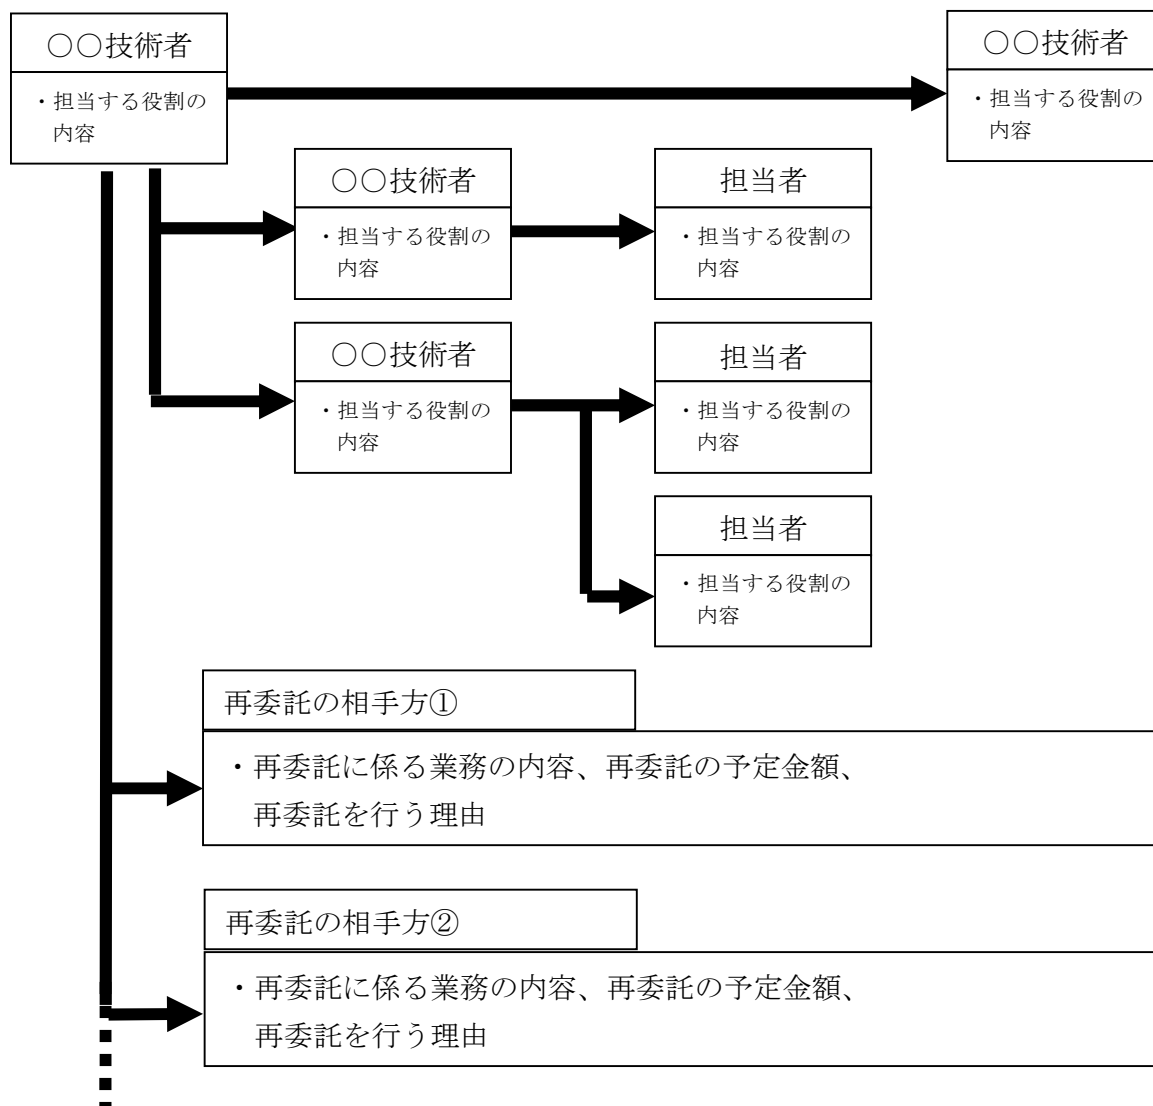 〇〇技術者
・担当する役割の
内容
〇〇技術者
・担当する役割の
内容
〇〇技術者
・担当する役割の
内容
担当者
・担当する役割の
内容
〇〇技術者
・担当する役割の
内容
担当者
・担当する役割の
内容
担当者
・担当する役割の
内容
再委託の相手方①
・再委託に係る業務の内容、再委託の予定金額、
再委託を行う理由
再委託の相手方②
・再委託に係る業務の内容、再委託の予定金額、
再委託を行う理由